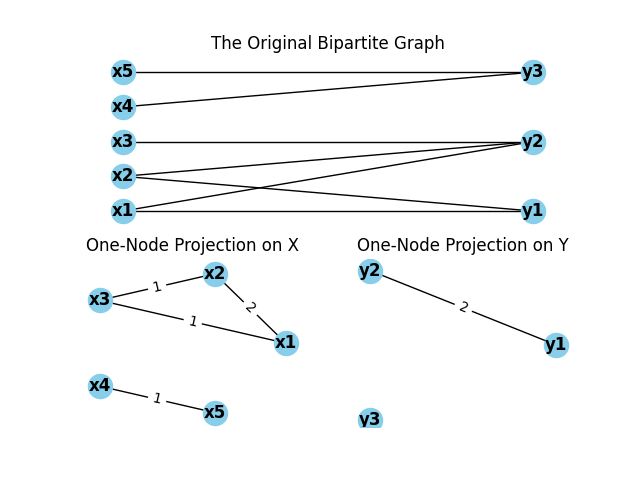 The Original Bipartite Graph
x5 y3
x4
x3 y2
x2
x1 y1
One-Node Projection on X
x2
x3
1
2
1
x1
x4
1
x5
One-Node Projection on Y
y2
2
y1
y3